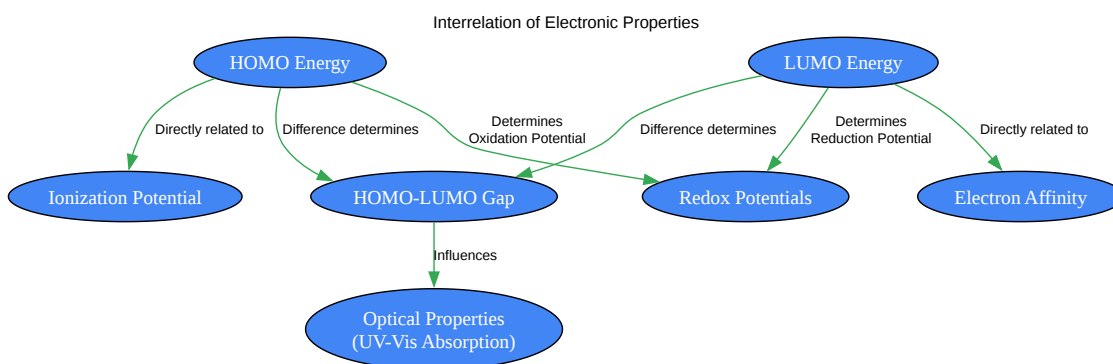 Interrelation of Electronic Properties
HOMO Energy
LUMO Energy
Directly related to
Difference determines
Determines
Oxidation Potential
Difference determines
Determines
Reduction Potential
Directly related to
Ionization Potential
HOMO-LUMO Gap
Redox Potentials
Electron Affinity
Influences
Optical Properties
(UV-Vis Absorption)